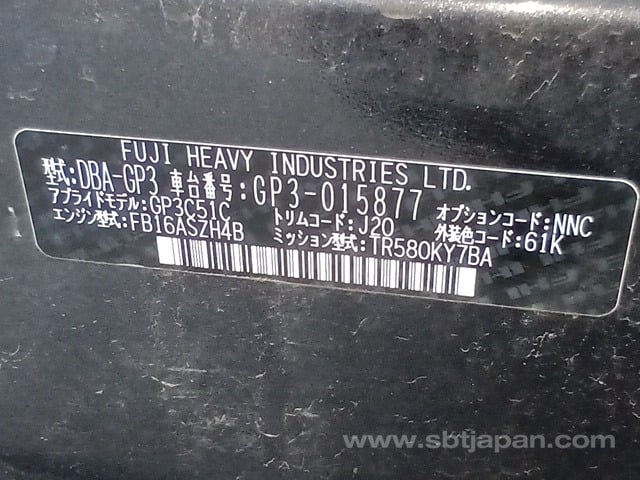 FUJI HEAVY INDUSTRIES LTD.
型式:DBA-GP3 車台番号:GP3-015877
アプライドモデル:GP3C51C トリムコード:J20 オプションコード:NNC
エンジン型式:FB16ASZH4B ミッション型式:TR580KY7BA 外装色コード:61K
www.sbtjapan.com